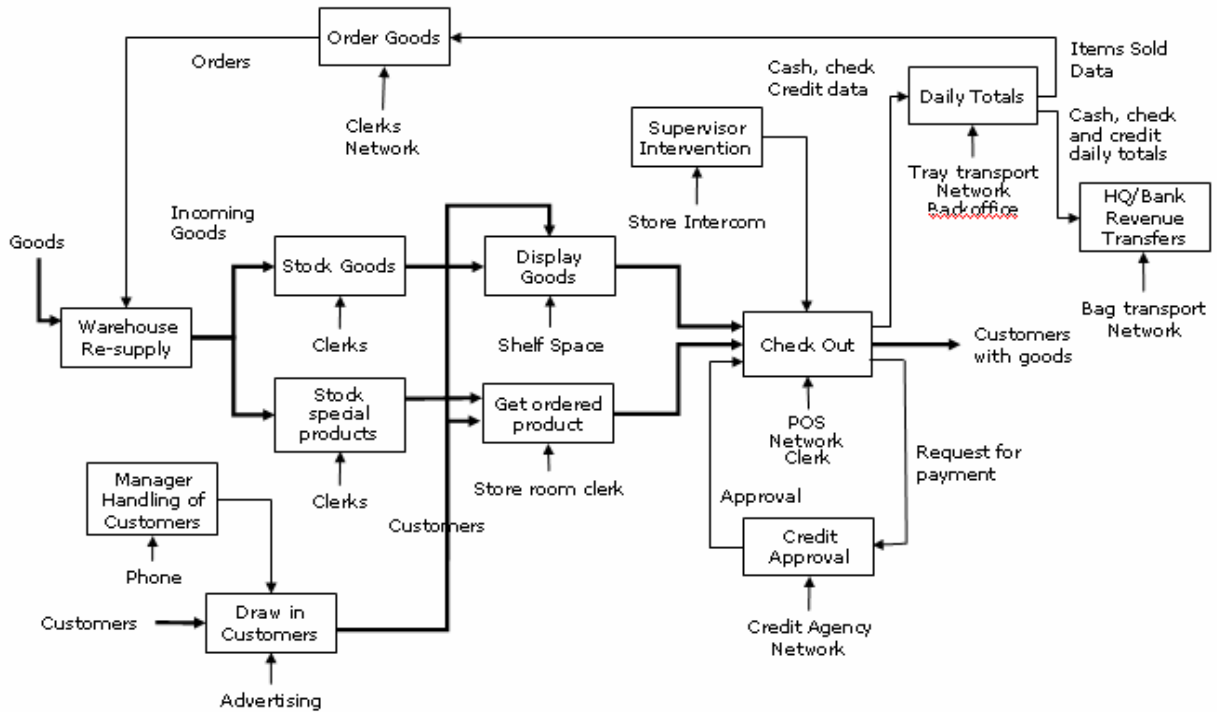 Order Goods
Orders
Clerks
Network
Cash, check
Credit data
Items Sold
Data
Daily Totals
Cash, check
and credit
daily totals
Supervisor
Intervention
Store Intercom
Tray transport
Network
Backoffice
HQ/Bank
Revenue
Transfers
Bag transport
Network
Goods
Incoming
Goods
Stock Goods
Display
Goods
Warehouse
Re-supply
Clerks
Shelf Space
Check Out
Customers
with goods
Stock
special
products
Get ordered
product
POS
Network
Clerk
Request for
payment
Manager
Handling of
Customers
Clerks
Store room clerk
Customers
Approval
Credit
Approval
Phone
Customers
Draw in
Customers
Credit Agency
Network
Advertising